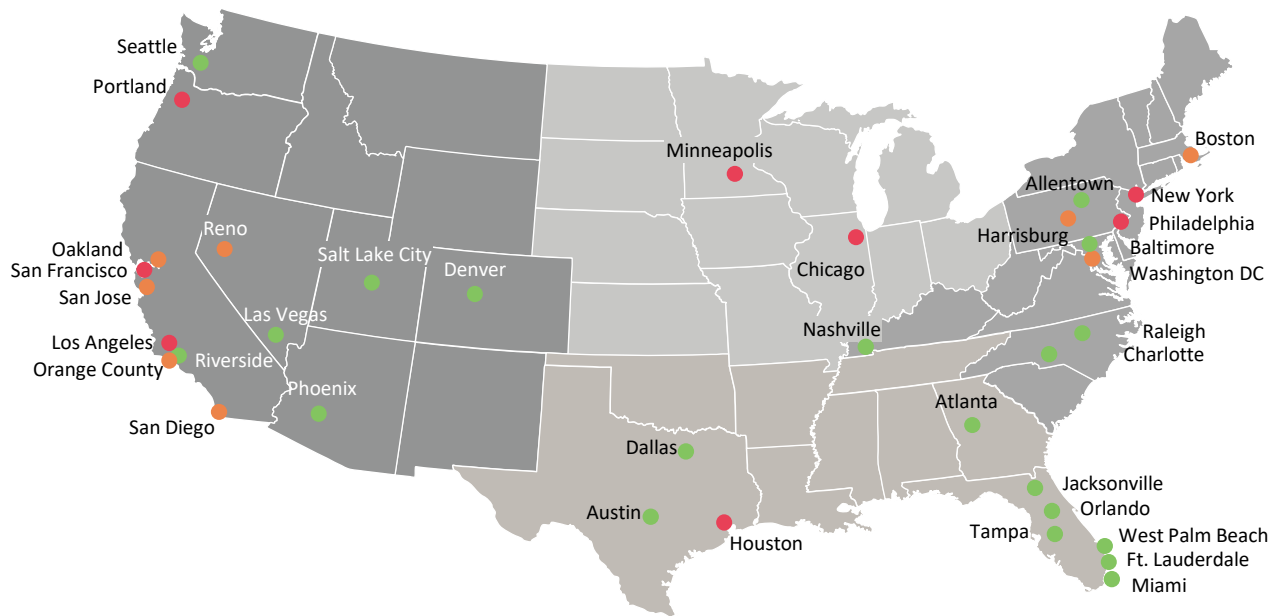 Seattle
Portland
Minneapolis
Boston
Allentown
New York
Philadelphia
Harrisburg
Baltimore
Washington DC
Reno
Oakland
Salt Lake City
San Francisco
Denver
Chicago
San Jose
Las Vegas
Nashville
Raleigh
Los Angeles
Riverside
Charlotte
Orange County
Phoenix
Atlanta
San Diego
Dallas
Jacksonville
Austin
Orlando
Tampa
West Palm Beach
Houston
Ft. Lauderdale
Miami